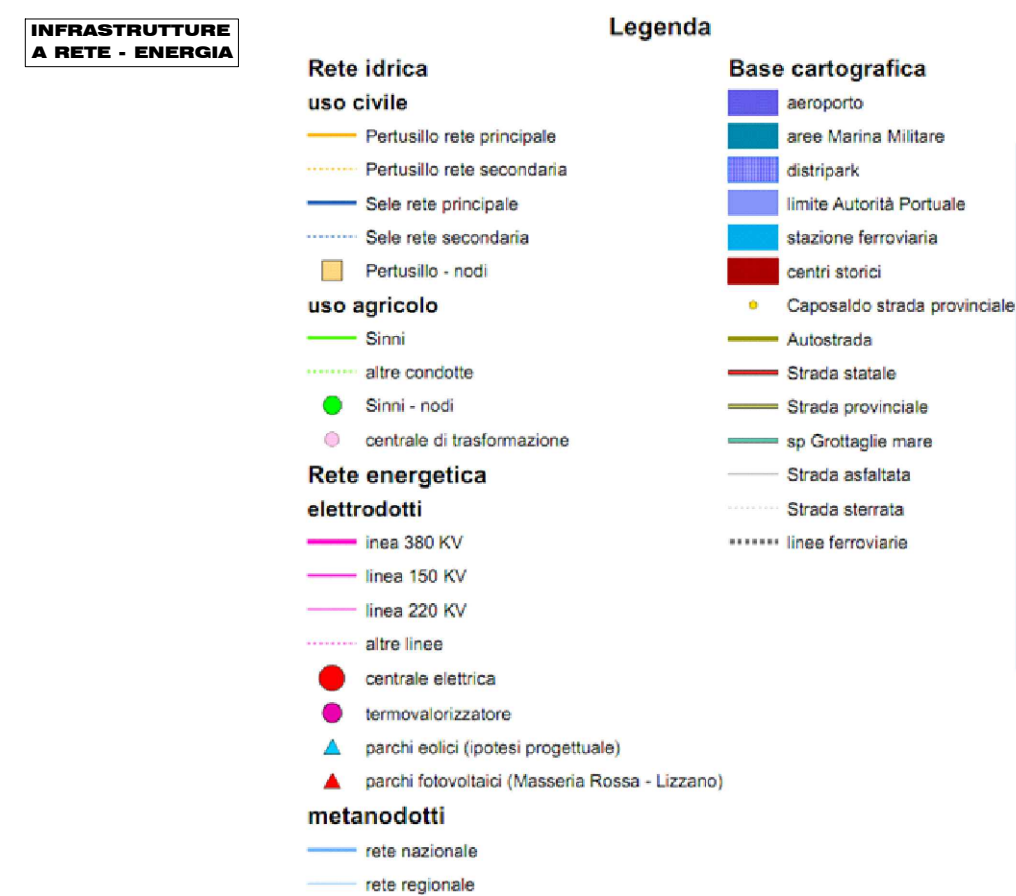 INFRASTRUTTURE
A RETE - ENERGIA
Legenda
Rete idrica
uso civile
Pertusillo rete principale
Pertusillo rete secondaria
Sele rete principale
Sele rete secondaria
Pertusillo - nodi
uso agricolo
Sinni
altre condotte
Sinni - nodi
centrale di trasformazione
Rete energetica
elettrodotti
inea 380 KV
linea 150 KV
linea 220 KV
altre linee
centrale elettrica
termovalorizzatore
parchi eolici (ipotesi progettuale)
parchi fotovoltaici (Masseria Rossa - Lizzano)
metanodotti
rete nazionale
rete regionale
Base cartografica
aeroporto
aree Marina Militare
distripark
limite Autorità Portuale
stazione ferroviaria
centri storici
Caposaldo strada provinciale
Autostrada
Strada statale
Strada provinciale
sp Grottaglie mare
Strada asfaltata
Strada sterrata
linee ferroviarie